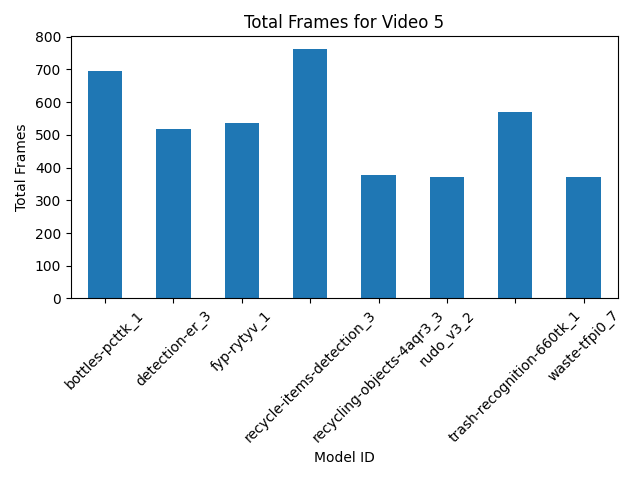 Total Frames for Video 5
Total Frames
800
700
600
500
400
300
200
100
0
bottles-pcttk_1
detection-er_3
fyp-rytyv_1
recycle-items-detection_3
recycling-objects-4aqr3_3
rudo_v3_2
trash-recognition-660tk_1
waste-tfpi0_7
Model ID